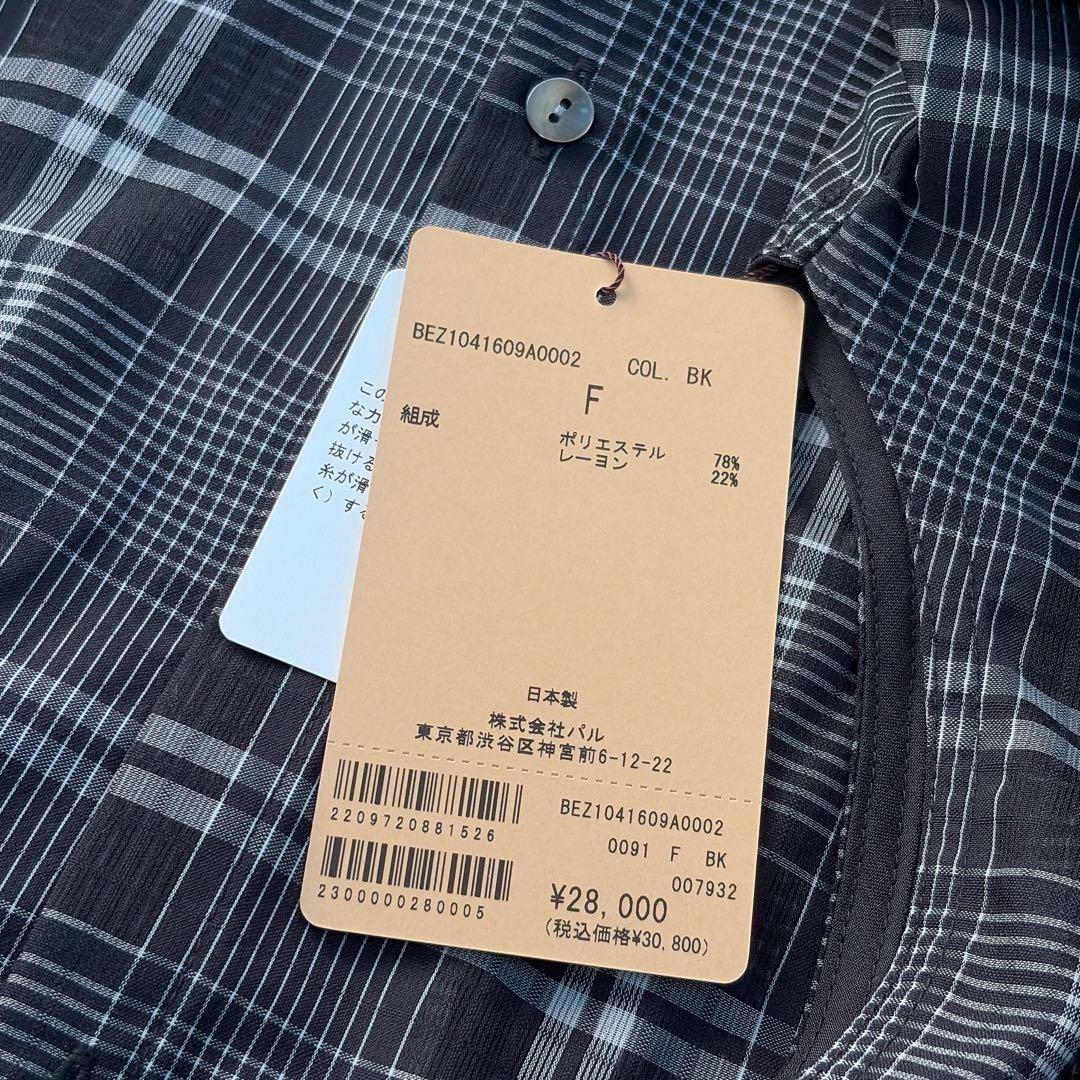 BEZ1041609A0002 COL. BK
F
組成
ポリエステル 78%
レーヨン 22%
日本製
株式会社パル
東京都渋谷区神宮前6-12-22
2209720881526
2300000280005
BEZ1041609A0002
0091 F BK
007932
¥28,000
(税込価格¥30,800)
この
な
が滑
抜ける
糸が滑
く)する